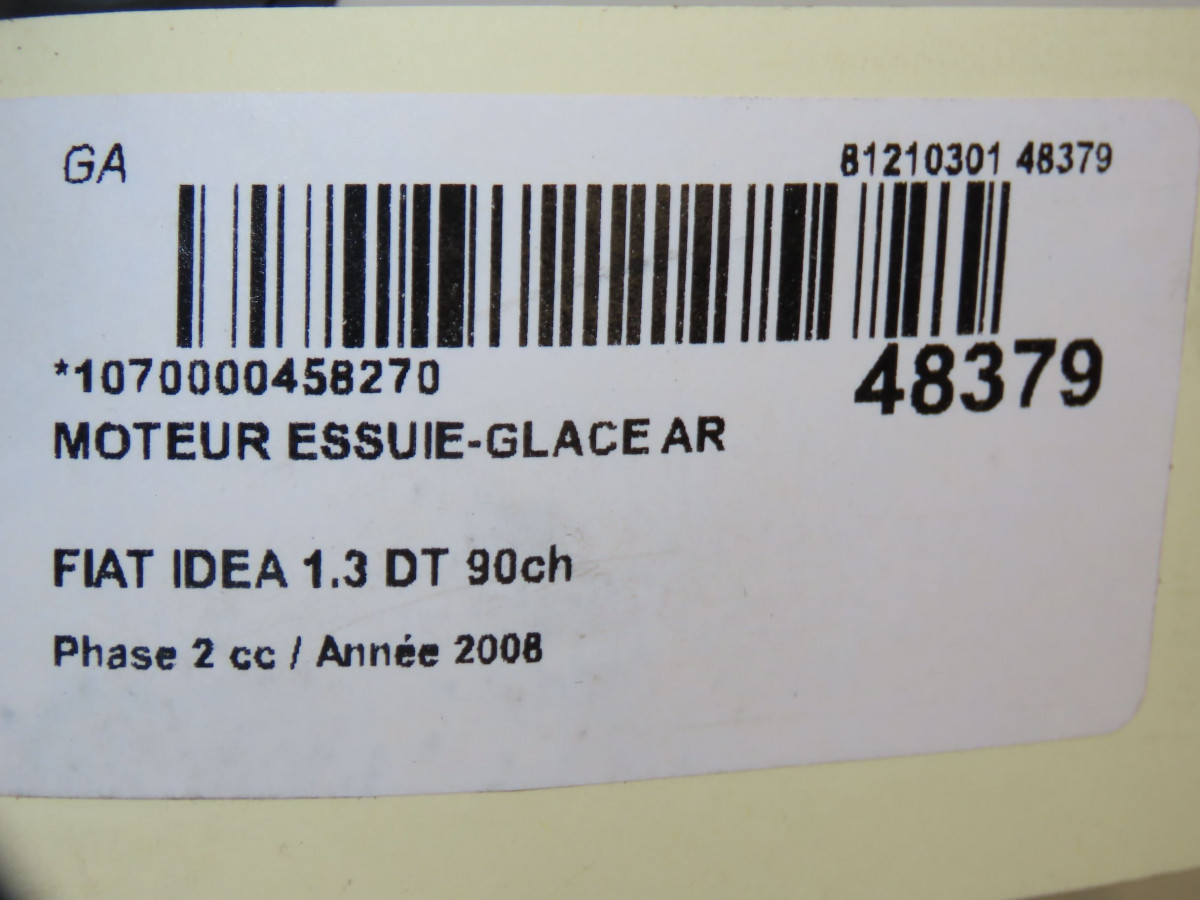 GA
81210301 48379
*1070000458270
48379
MOTEUR ESSUIE-GLACE AR
FIAT IDEA 1.3 DT 90ch
Phase 2 cc / Année 2008